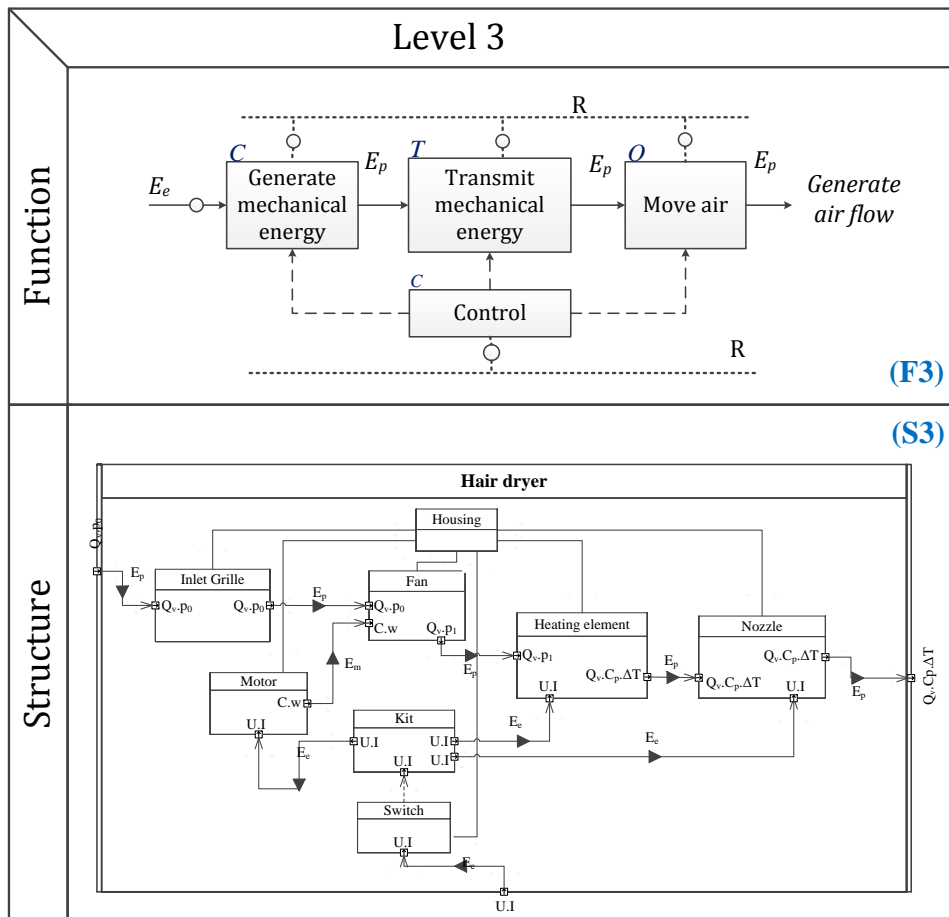 Level 3
Function
R
C
T
O
E_e
Generate
mechanical
energy
E_p
Transmit
mechanical
energy
E_p
Move air
E_p
Generate
air flow
C
Control
R
(F3)
Structure
(S3)
Hair dryer
Housing
Q_v.p_0
E_p
Inlet Grille
Q_v.p_0
Q_v.p_0
E_p
Fan
Q_v.p_0
C.w
Q_v.p_1
E_p
E_m
Motor
C.w
U.I
Heating element
Q_v.p_1
Q_v.C_p.ΔT
U.I
E_p
Nozzle
Q_v.C_p.ΔT
Q_v.C_p.ΔT
U.I
E_p
Q_v.Cp.ΔT
Kit
U.I
U.I
U.I
U.I
E_e
E_e
E_e
Switch
U.I
E_e
U.I